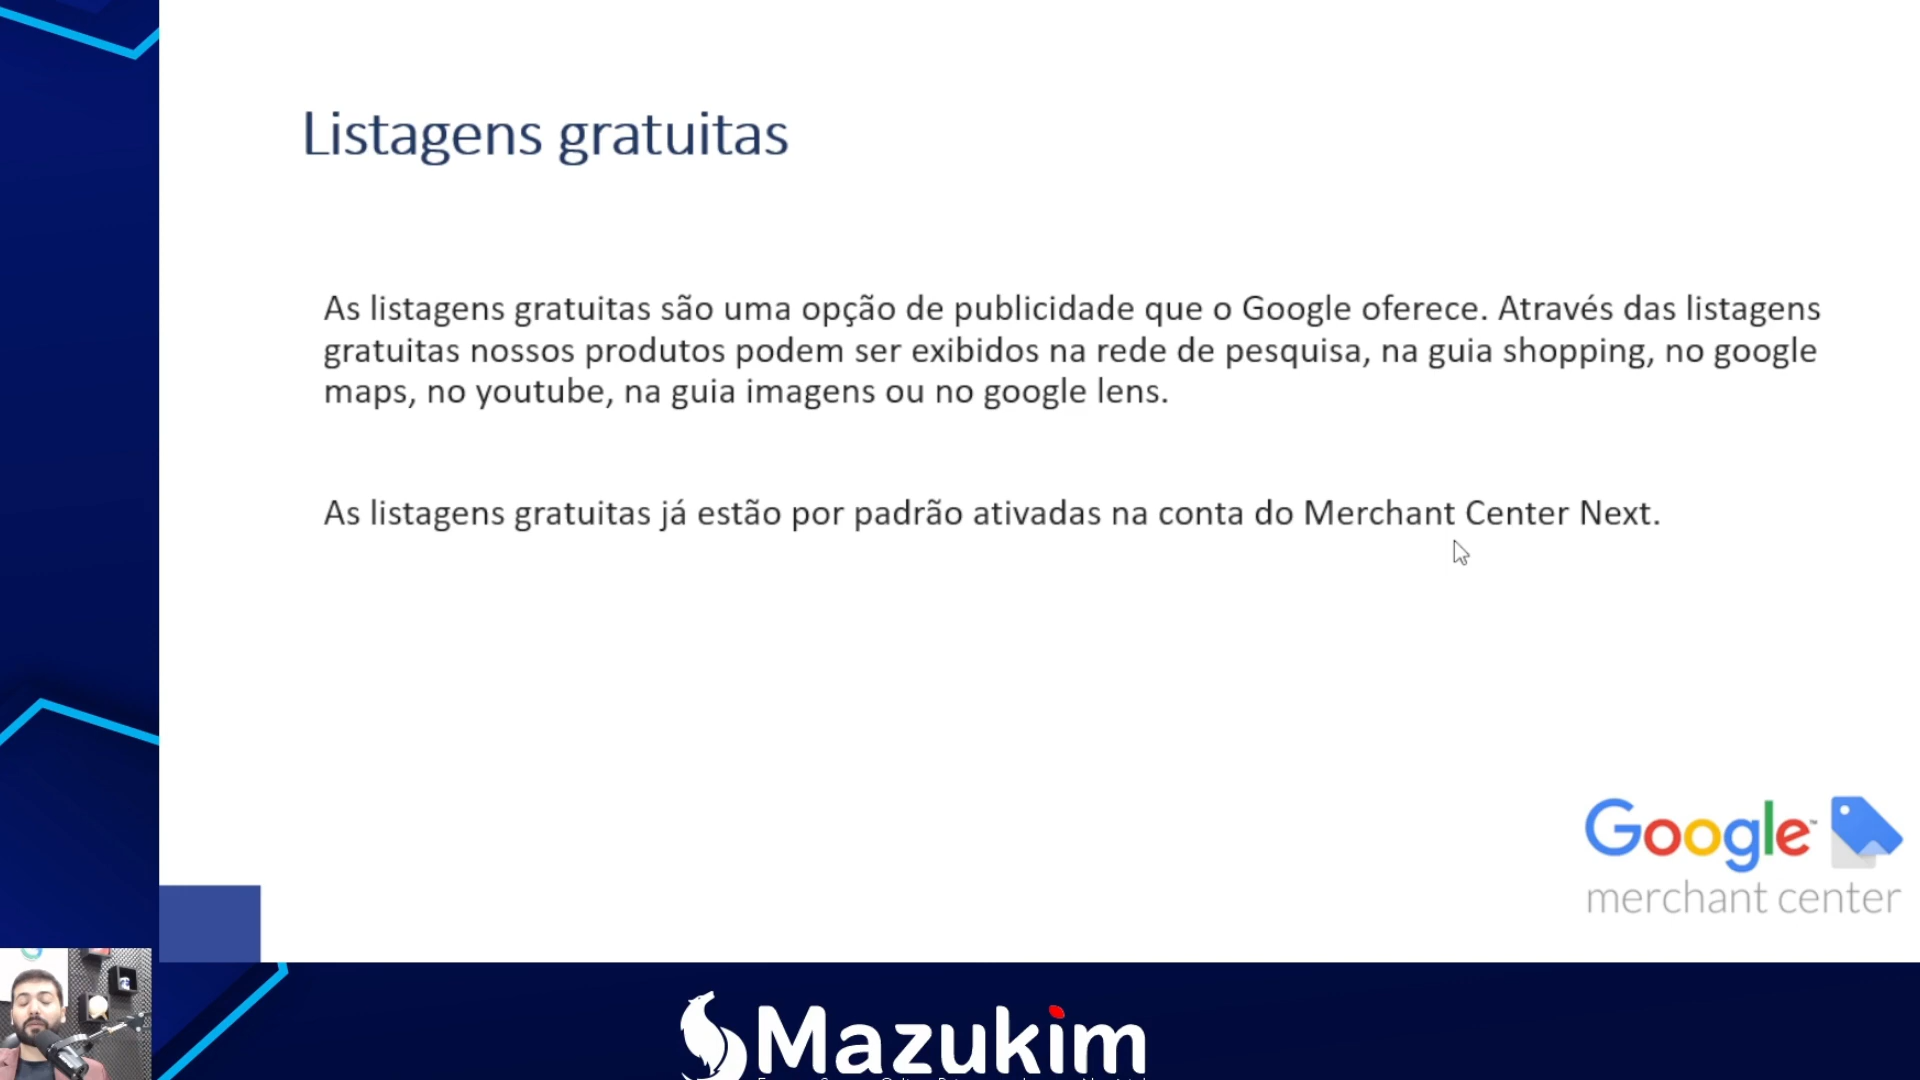 Listagens gratuitas
As listagens gratuitas são uma opção de publicidade que o Google oferece. Através das listagens
gratuitas nossos produtos podem ser exibidos na rede de pesquisa, na guia shopping, no google
maps, no youtube, na guia imagens ou no google lens.
As listagens gratuitas já estão por padrão ativadas na conta do Merchant Center Next.
Google™
merchant center
Mazukim